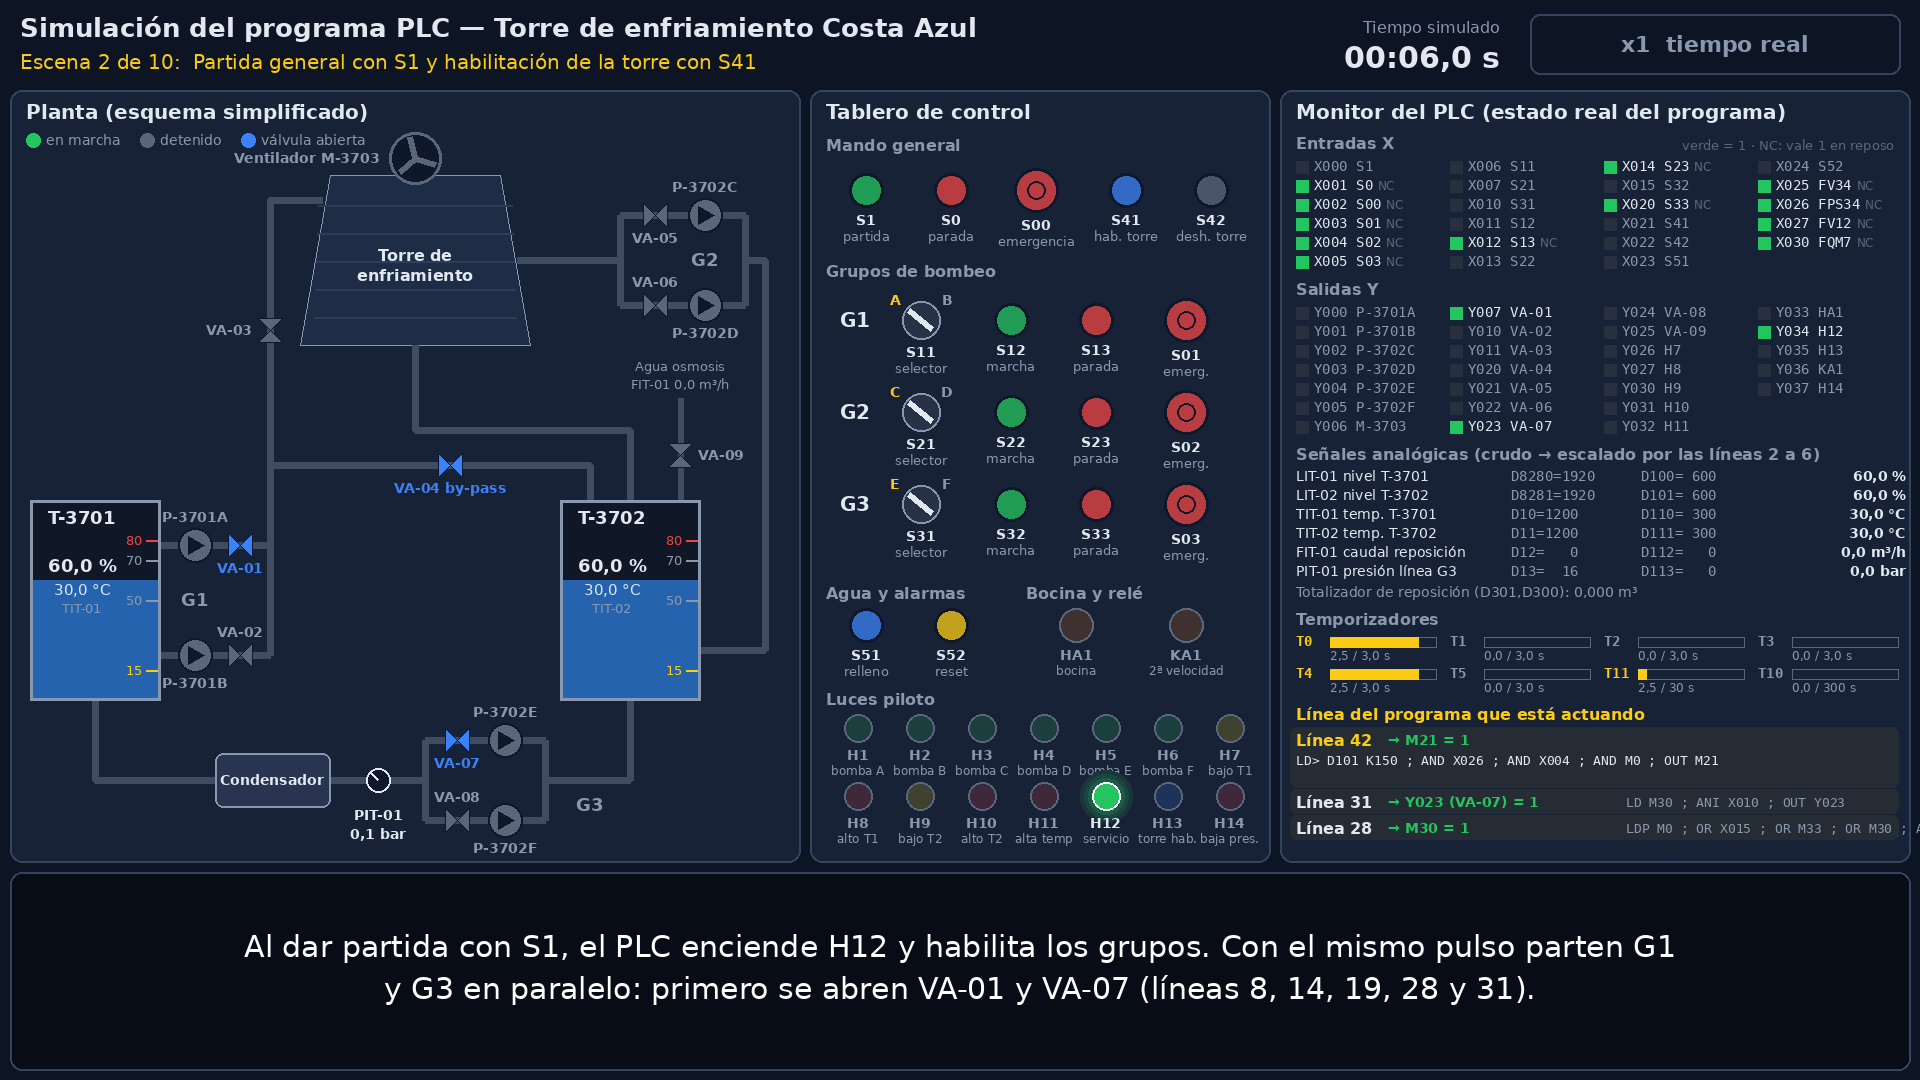 Simulación del programa PLC — Torre de enfriamiento Costa Azul
Escena 2 de 10:  Partida general con S1 y habilitación de la torre con S41
Tiempo simulado
00:06,0 s
x1  tiempo real
Planta (esquema simplificado)
en marcha
detenido
válvula abierta
Ventilador M-3703
P-3702C
VA-05
G2
VA-06
P-3702D
Torre de
enfriamiento
VA-03
Agua osmosis
FIT-01 0,0 m³/h
VA-09
VA-04 by-pass
T-3701
80
60,0 %
70
30,0 °C
TIT-01
50
15
P-3701A
VA-01
G1
VA-02
P-3701B
T-3702
80
60,0 %
70
30,0 °C
TIT-02
50
15
P-3702E
VA-07
VA-08
P-3702F
G3
Condensador
PIT-01
0,1 bar
Tablero de control
Mando general
S1
partida
S0
parada
S00
emergencia
S41
hab. torre
S42
desh. torre
Grupos de bombeo
G1
A
B
S11
selector
S12
marcha
S13
parada
S01
emerg.
G2
C
D
S21
selector
S22
marcha
S23
parada
S02
emerg.
G3
E
F
S31
selector
S32
marcha
S33
parada
S03
emerg.
Agua y alarmas
Bocina y relé
S51
relleno
S52
reset
HA1
bocina
KA1
2ª velocidad
Luces piloto
H1
bomba A
H2
bomba B
H3
bomba C
H4
bomba D
H5
bomba E
H6
bomba F
H7
bajo T1
H8
alto T1
H9
bajo T2
H10
alto T2
H11
alta temp
H12
servicio
H13
torre hab.
H14
baja pres.
Monitor del PLC (estado real del programa)
Entradas X
verde = 1 · NC: vale 1 en reposo
X000 S1
X001 S0 NC
X002 S00 NC
X003 S01 NC
X004 S02 NC
X005 S03 NC
X006 S11
X007 S21
X010 S31
X011 S12
X012 S13 NC
X013 S22
X014 S23 NC
X015 S32
X020 S33 NC
X021 S41
X022 S42
X023 S51
X024 S52
X025 FV34 NC
X026 FPS34 NC
X027 FV12 NC
X030 FQM7 NC
Salidas Y
Y000 P-3701A
Y001 P-3701B
Y002 P-3702C
Y003 P-3702D
Y004 P-3702E
Y005 P-3702F
Y006 M-3703
Y007 VA-01
Y010 VA-02
Y011 VA-03
Y020 VA-04
Y021 VA-05
Y022 VA-06
Y023 VA-07
Y024 VA-08
Y025 VA-09
Y026 H7
Y027 H8
Y030 H9
Y031 H10
Y032 H11
Y033 HA1
Y034 H12
Y035 H13
Y036 KA1
Y037 H14
Señales analógicas (crudo → escalado por las líneas 2 a 6)
LIT-01 nivel T-3701 D8280=1920 D100= 600 60,0 %
LIT-02 nivel T-3702 D8281=1920 D101= 600 60,0 %
TIT-01 temp. T-3701 D10=1200 D110= 300 30,0 °C
TIT-02 temp. T-3702 D11=1200 D111= 300 30,0 °C
FIT-01 caudal reposición D12=   0 D112=   0 0,0 m³/h
PIT-01 presión línea G3 D13=  16 D113=   0 0,0 bar
Totalizador de reposición (D301,D300): 0,000 m³
Temporizadores
T0
2,5 / 3,0 s
T1
0,0 / 3,0 s
T2
0,0 / 3,0 s
T3
0,0 / 3,0 s
T4
2,5 / 3,0 s
T5
0,0 / 3,0 s
T11
2,5 / 30 s
T10
0,0 / 300 s
Línea del programa que está actuando
Línea 42 → M21 = 1
LD> D101 K150 ; AND X026 ; AND X004 ; AND M0 ; OUT M21
Línea 31 → Y023 (VA-07) = 1 LD M30 ; ANI X010 ; OUT Y023
Línea 28 → M30 = 1 LDP M0 ; OR X015 ; OR M33 ; OR M30 ;
Al dar partida con S1, el PLC enciende H12 y habilita los grupos. Con el mismo pulso parten G1
y G3 en paralelo: primero se abren VA-01 y VA-07 (líneas 8, 14, 19, 28 y 31).